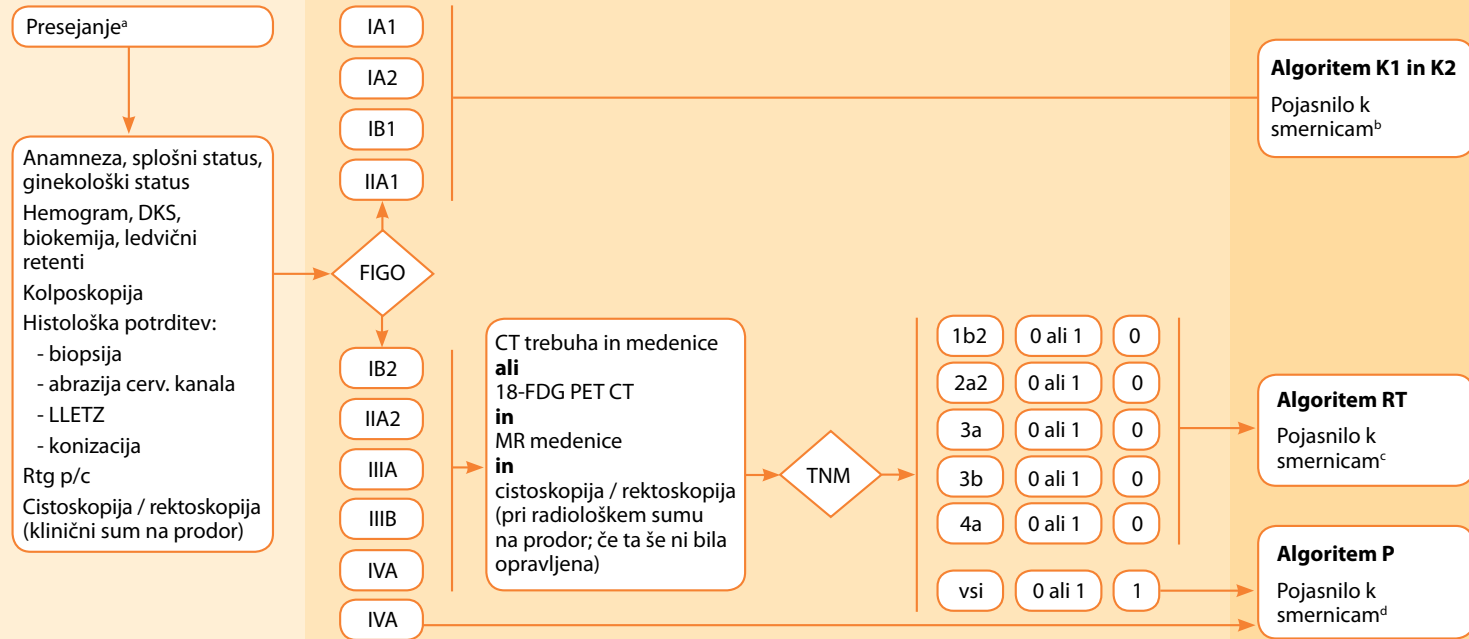 Presejanjeᵃ
Anamneza, splošni status,
ginekološki status
Hemogram, DKS,
biokemija, ledvični
retenti
Kolposkopija
Histološka potrditev:
- biopsija
- abrazija cerv. kanala
- LLETZ
- konizacija
Rtg p/c
Cistoskopija / rektoskopija
(klinični sum na prodor)
IA1
IA2
IB1
IIA1
FIGO
IB2
IIA2
IIIA
IIIB
IVA
IVA
CT trebuha in medenice
ali
18-FDG PET CT
in
MR medenice
in
cistoskopija / rektoskopija
(pri radiološkem sumu
na prodor; če ta še ni bila
opravljena)
TNM
1b2 0 ali 1 0
2a2 0 ali 1 0
3a 0 ali 1 0
3b 0 ali 1 0
4a 0 ali 1 0
vsi 0 ali 1 1
Algoritem K1 in K2
Pojasnilo k
smernicamᵇ
Algoritem RT
Pojasnilo k
smernicamᶜ
Algoritem P
Pojasnilo k
smernicamᵈ